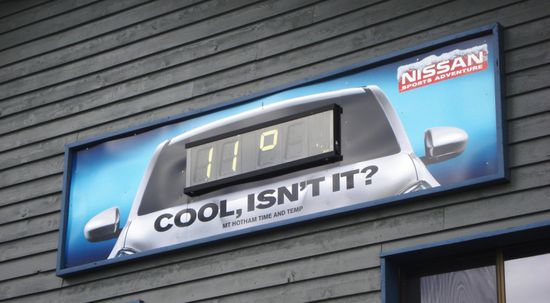 NISSAN
SPORTS ADVENTURE
11°
COOL, ISN'T IT?
MT HOTHAM TIME AND TEMP